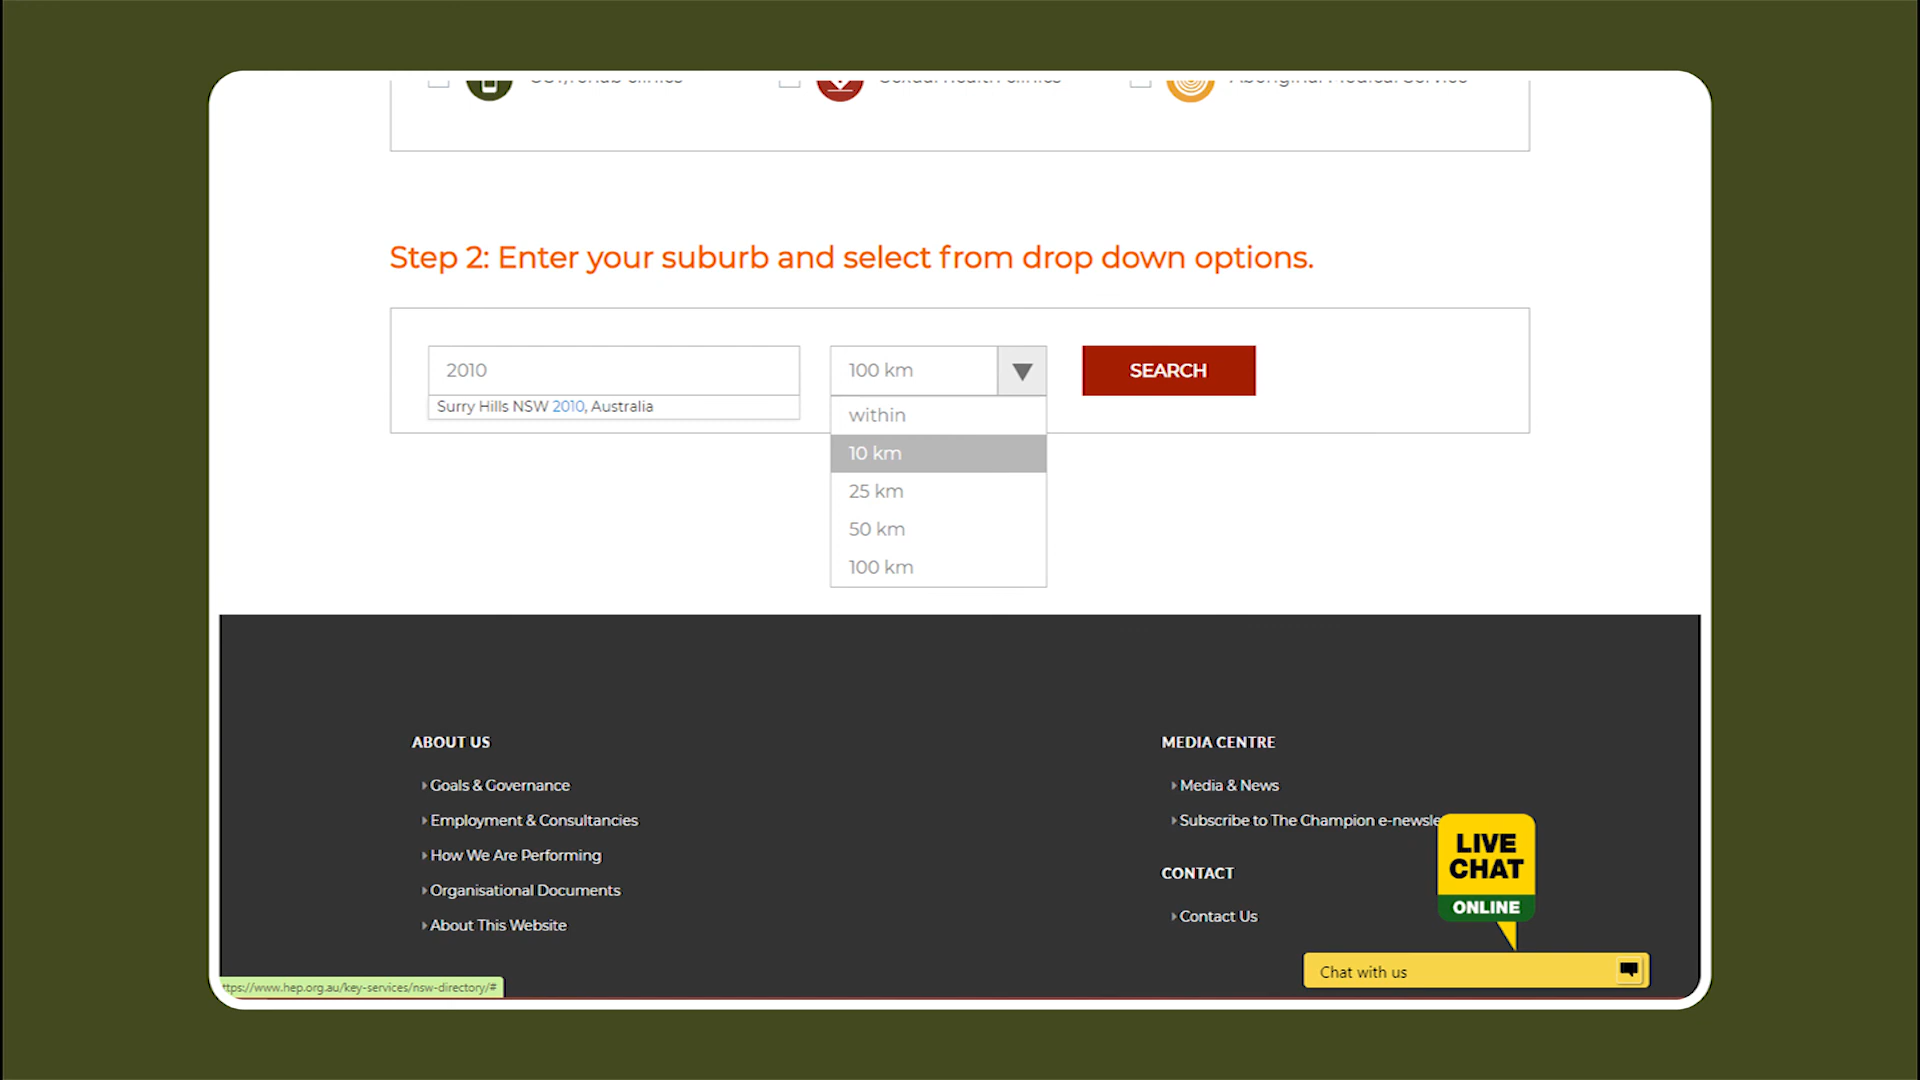 Step 2: Enter your suburb and select from drop down options.
2010
100 km
SEARCH
Surry Hills NSW 2010, Australia
within
10 km
25 km
50 km
100 km
ABOUT US
Goals & Governance
Employment & Consultancies
How We Are Performing
Organisational Documents
About This Website
MEDIA CENTRE
Media & News
Subscribe to The Champion e-newsle
CONTACT
Contact Us
LIVE
CHAT
ONLINE
Chat with us
ttps://www.hep.org.au/key-services/nsw-directory/#